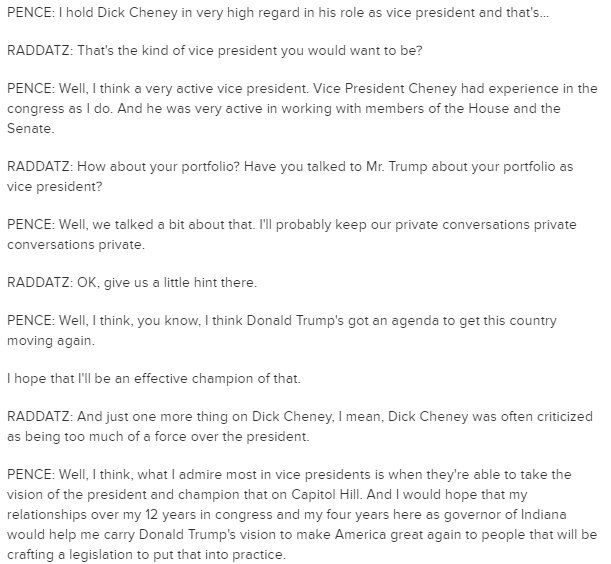 PENCE: I hold Dick Cheney in very high regard in his role as vice president and that's...
RADDATZ: That's the kind of vice president you would want to be?
PENCE: Well, I think a very active vice president. Vice President Cheney had experience in the
congress as I do. And he was very active in working with members of the House and the
Senate.
RADDATZ: How about your portfolio? Have you talked to Mr. Trump about your portfolio as
vice president?
PENCE: Well, we talked a bit about that. I'll probably keep our private conversations private
conversations private.
RADDATZ: OK, give us a little hint there.
PENCE: Well, I think, you know, I think Donald Trump's got an agenda to get this country
moving again.
I hope that I'll be an effective champion of that.
RADDATZ: And just one more thing on Dick Cheney, I mean, Dick Cheney was often criticized
as being too much of a force over the president.
PENCE: Well, I think, what I admire most in vice presidents is when they're able to take the
vision of the president and champion that on Capitol Hill. And I would hope that my
relationships over my 12 years in congress and my four years here as governor of Indiana
would help me carry Donald Trump's vision to make America great again to people that will be
crafting a legislation to put that into practice.